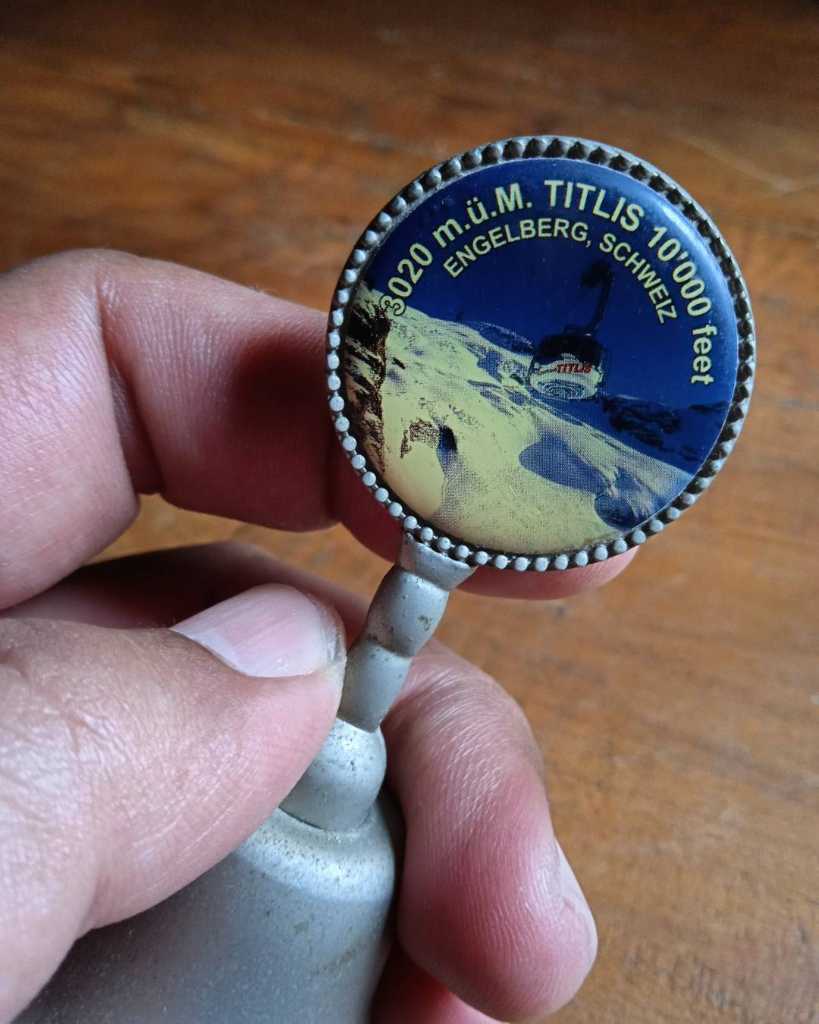 3020 m.ü.M. TITLIS 10'000 feet
ENGELBERG, SCHWEIZ
TITLIS